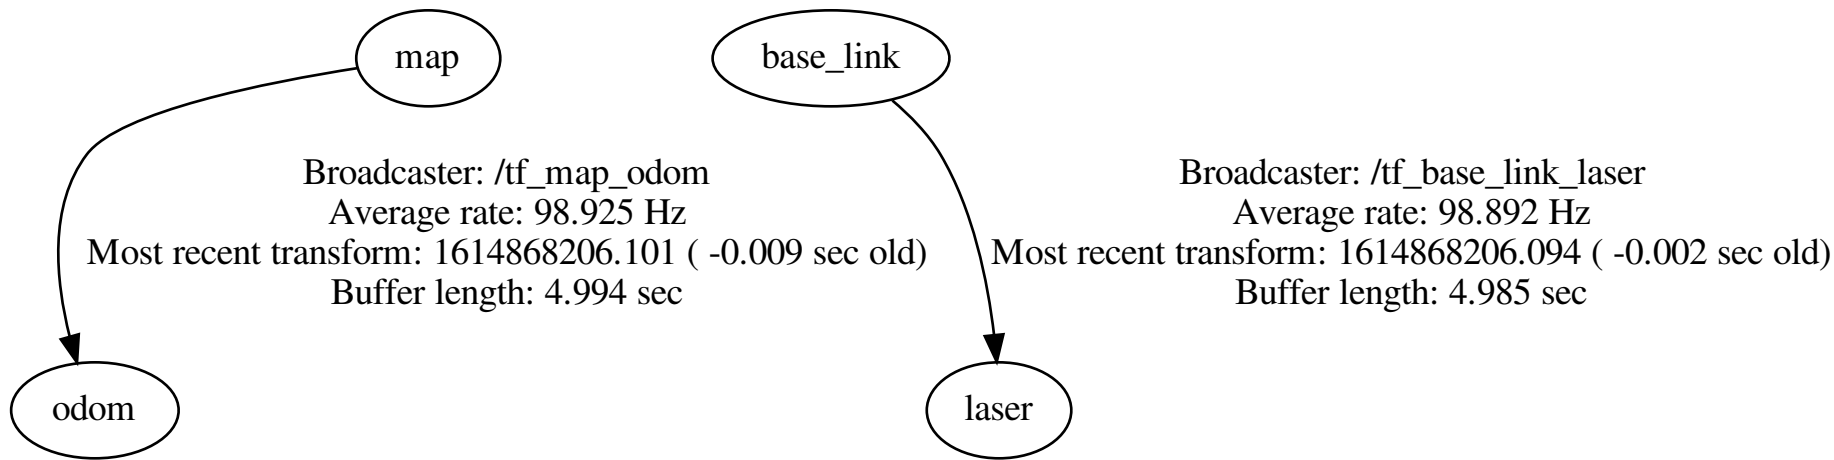 map
base_link
Broadcaster: /tf_map_odom
Average rate: 98.925 Hz
Most recent transform: 1614868206.101 ( -0.009 sec old)
Buffer length: 4.994 sec
Broadcaster: /tf_base_link_laser
Average rate: 98.892 Hz
Most recent transform: 1614868206.094 ( -0.002 sec old)
Buffer length: 4.985 sec
odom
laser